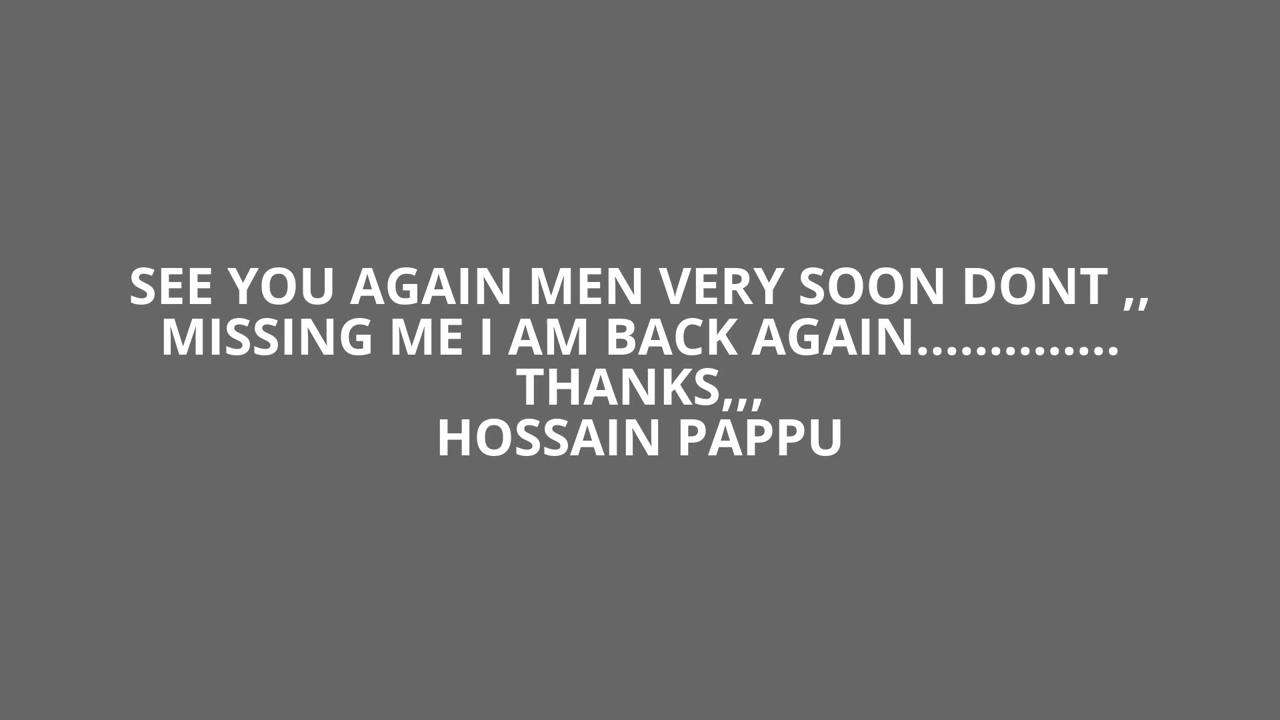 SEE YOU AGAIN MEN VERY SOON DONT ,,
MISSING ME I AM BACK AGAIN..............
THANKS,,,
HOSSAIN PAPPU